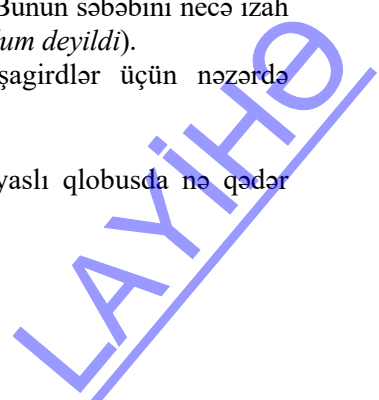 Bunun səbəbini necə izah
um deyildi).
şagirdlər üçün nəzərdə
yaslı qlobusda nə qədər
LAYİHƏ